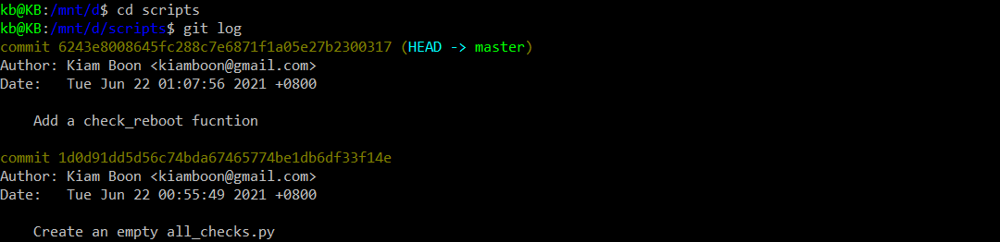 kb@KB:/mnt/d$ cd scripts
kb@KB:/mnt/d/scripts$ git log
commit 6243e8008645fc288c7e6871f1a05e27b2300317 (HEAD -> master)
Author: Kiam Boon <kiamboon@gmail.com>
Date:   Tue Jun 22 01:07:56 2021 +0800
    Add a check_reboot fucntion
commit 1d0d91dd5d56c74bda67465774be1db6df33f14e
Author: Kiam Boon <kiamboon@gmail.com>
Date:   Tue Jun 22 00:55:49 2021 +0800
    Create an empty all_checks.py